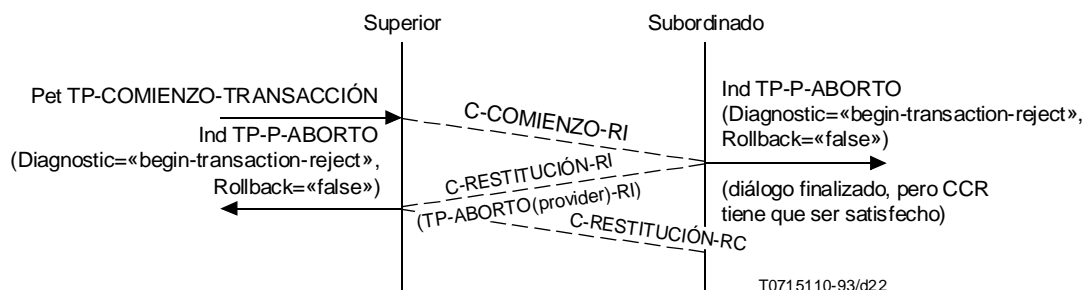 Superior
Subordinado
Pet TP-COMIENZO-TRANSACCIÓN
Ind TP-P-ABORTO
(Diagnostic=«begin-transaction-reject»,
Rollback=«false»)
C-COMIENZO-RI
C-RESTITUCIÓN-RI
(TP-ABORTO(provider)-RI)
C-RESTITUCIÓN-RC
Ind TP-P-ABORTO
(Diagnostic=«begin-transaction-reject»,
Rollback=«false»)
(diálogo finalizado, pero CCR
tiene que ser satisfecho)
T0715110-93/d22